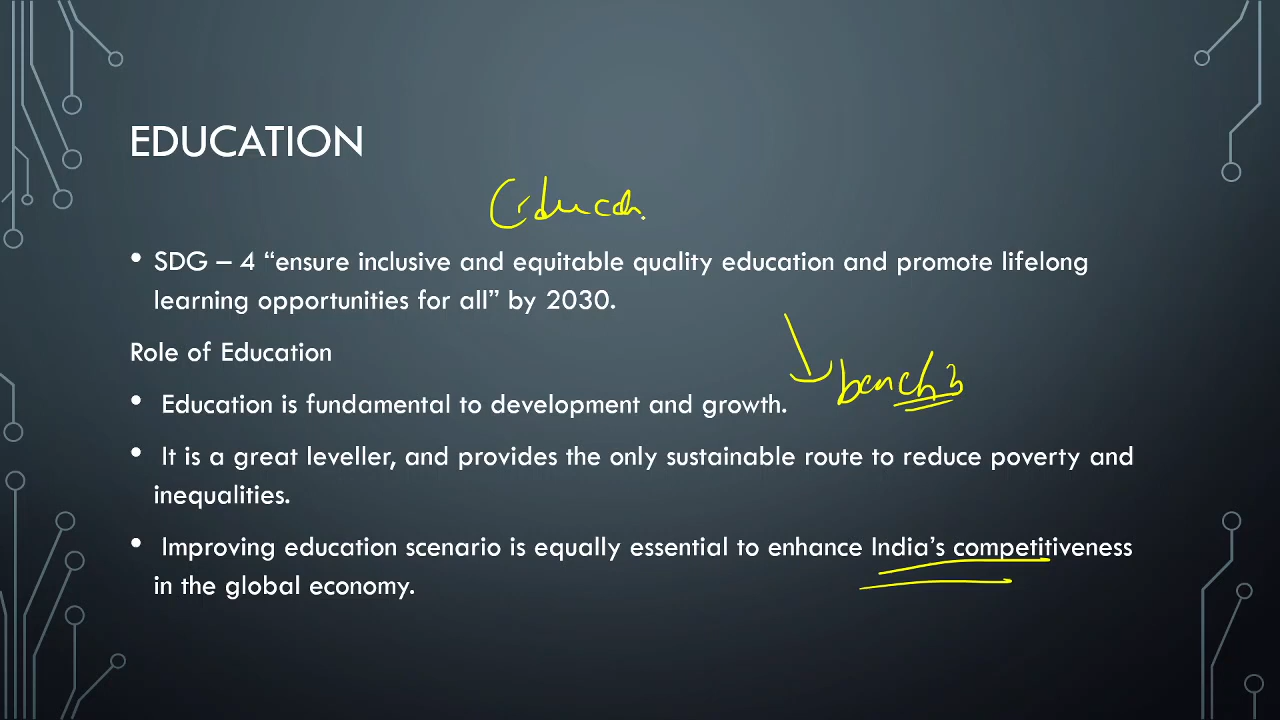 EDUCATION
• SDG – 4 “ensure inclusive and equitable quality education and promote lifelong
learning opportunities for all” by 2030.
Role of Education
• Education is fundamental to development and growth.
• It is a great leveller, and provides the only sustainable route to reduce poverty and
inequalities.
• Improving education scenario is equally essential to enhance India’s competitiveness
in the global economy.